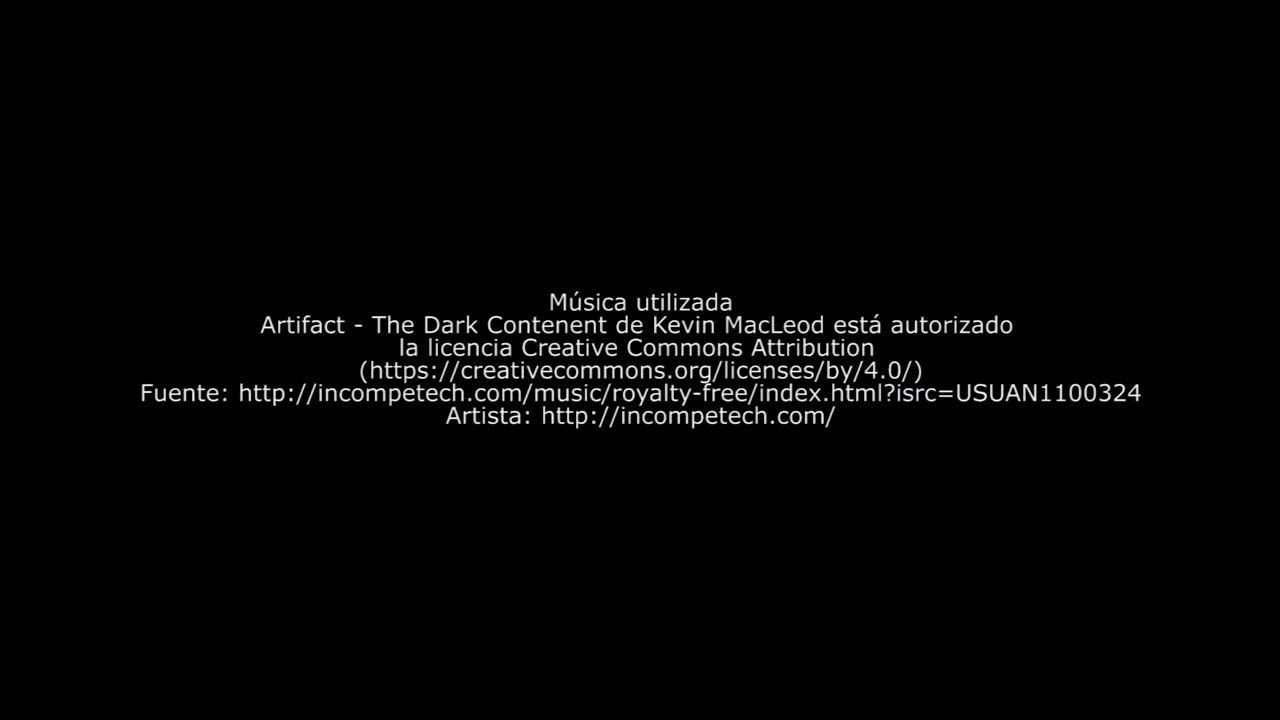 Música utilizada
Artifact - The Dark Contenent de Kevin MacLeod está autorizado
la licencia Creative Commons Attribution
(https://creativecommons.org/licenses/by/4.0/)
Fuente: http://incompetech.com/music/royalty-free/index.html?isrc=USUAN1100324
Artista: http://incompetech.com/